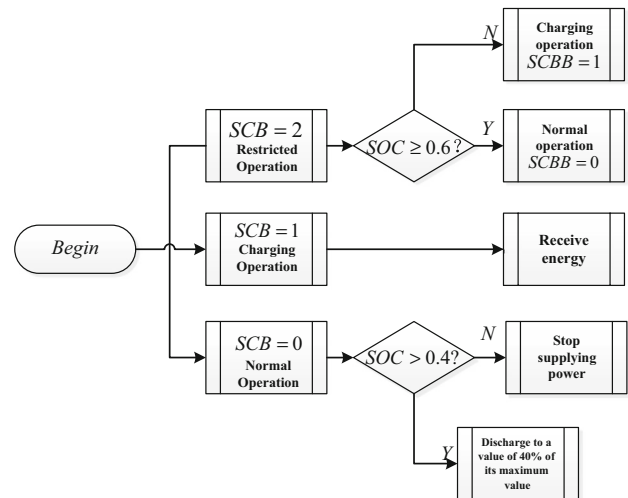 N
Charging
operation
SCBB = 1
SCB = 2
Restricted
Operation
SOC ≥ 0.6?
Y
Normal
operation
SCBB = 0
Begin
SCB = 1
Charging
Operation
Receive
energy
SCB = 0
Normal
Operation
SOC > 0.4?
N
Stop
supplying
power
Y
Discharge to a
value of 40% of
its maximum
value